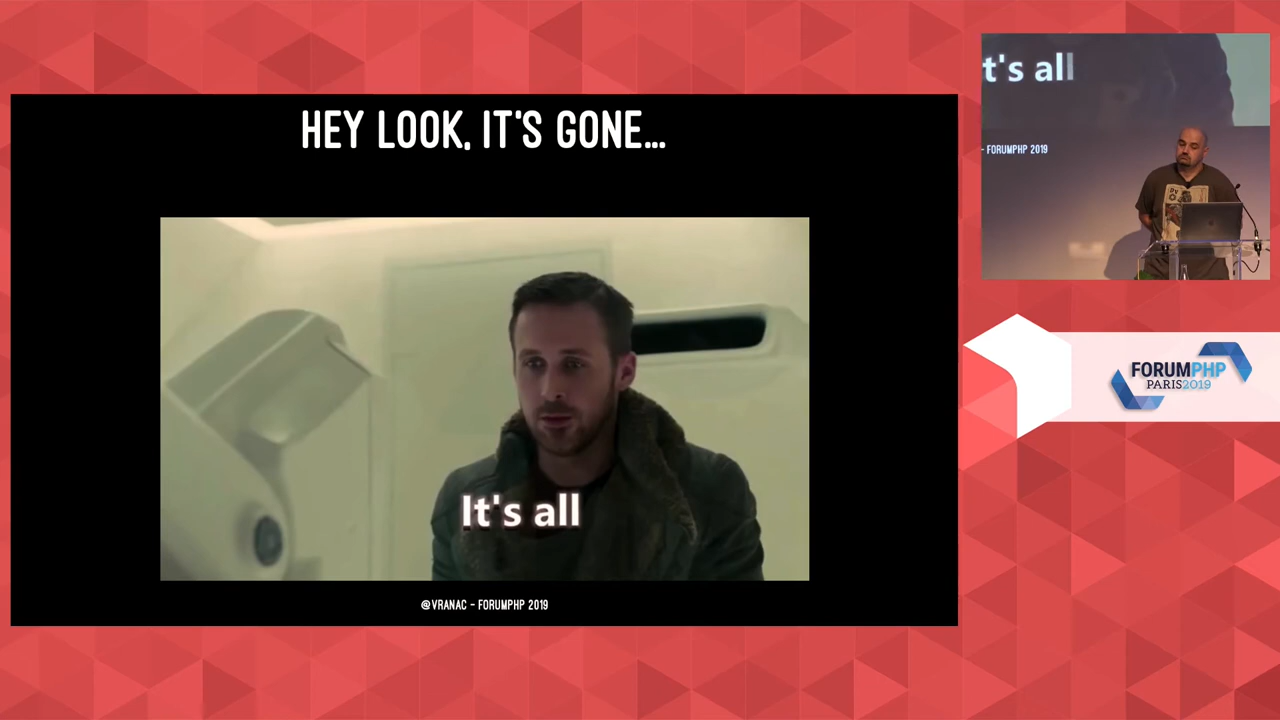 HEY LOOK, IT'S GONE...
It's all
@VRANAC - FORUMPHP 2019
t's all
- FORUMPHP 2019
FORUMPHP
PARIS2019